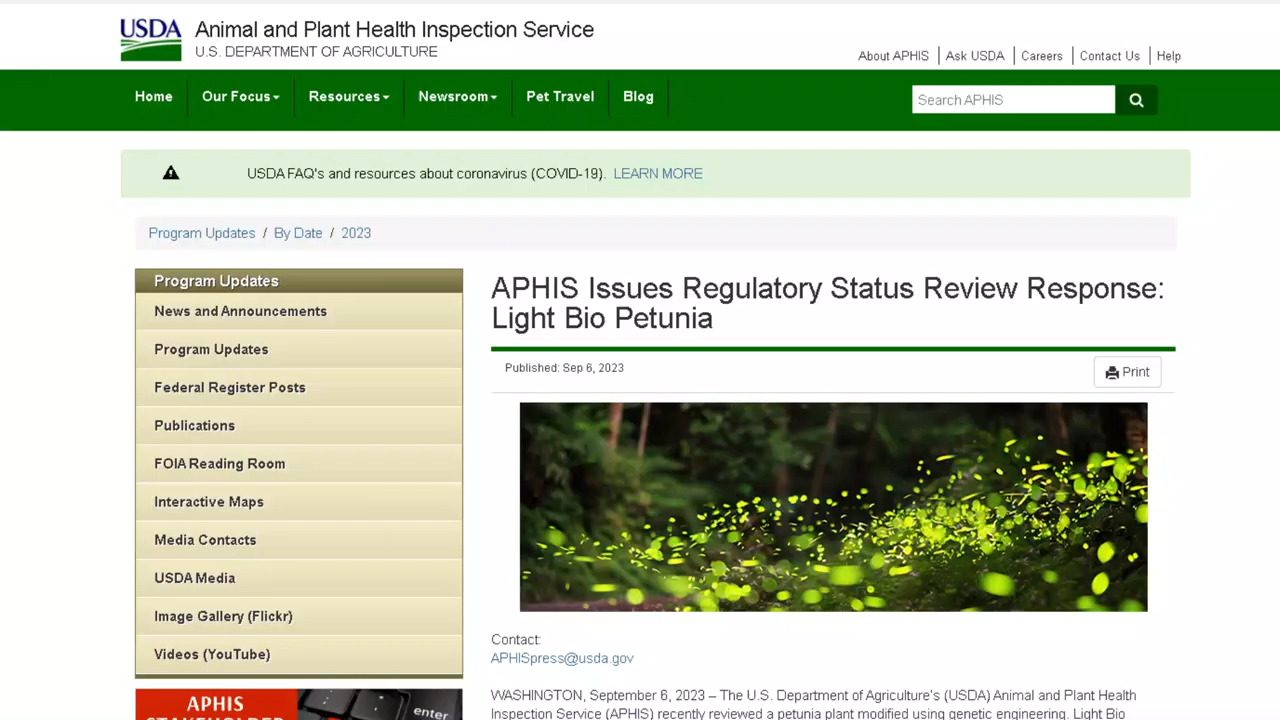 USDA
Animal and Plant Health Inspection Service
U.S. DEPARTMENT OF AGRICULTURE
About APHIS
Ask USDA
Careers
Contact Us
Help
Home
Our Focus
Resources
Newsroom
Pet Travel
Blog
Search APHIS
USDA FAQ's and resources about coronavirus (COVID-19). LEARN MORE
Program Updates / By Date / 2023
Program Updates
News and Announcements
Program Updates
Federal Register Posts
Publications
FOIA Reading Room
Interactive Maps
Media Contacts
USDA Media
Image Gallery (Flickr)
Videos (YouTube)
APHIS
STAKEHOLDER
enter
APHIS Issues Regulatory Status Review Response:
Light Bio Petunia
Published: Sep 6, 2023
Print
Contact:
APHISpress@usda.gov
WASHINGTON, September 6, 2023 – The U.S. Department of Agriculture's (USDA) Animal and Plant Health
Inspection Service (APHIS) recently reviewed a petunia plant modified using genetic engineering. Light Bio